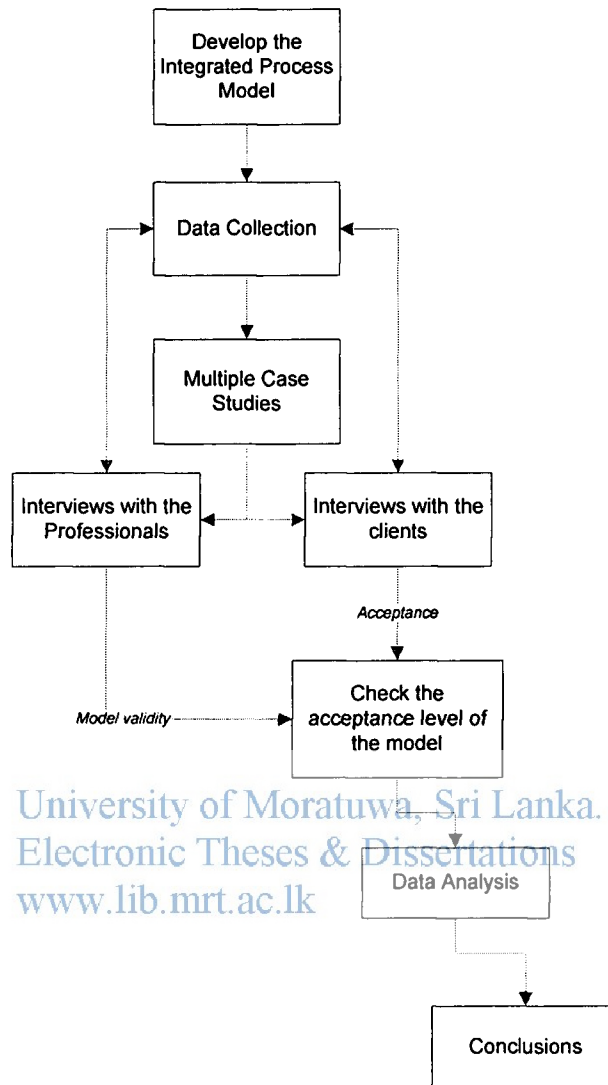 Develop the
Integrated Process
Model
Data Collection
Multiple Case
Studies
Interviews with the
Professionals
Interviews with the
clients
Acceptance
Check the
acceptance level of
the model
Model validity
University of Moratuwa, Sri Lanka.
Electronic Theses & Dissertations
www.lib.mrt.ac.lk
Data Analysis
Conclusions